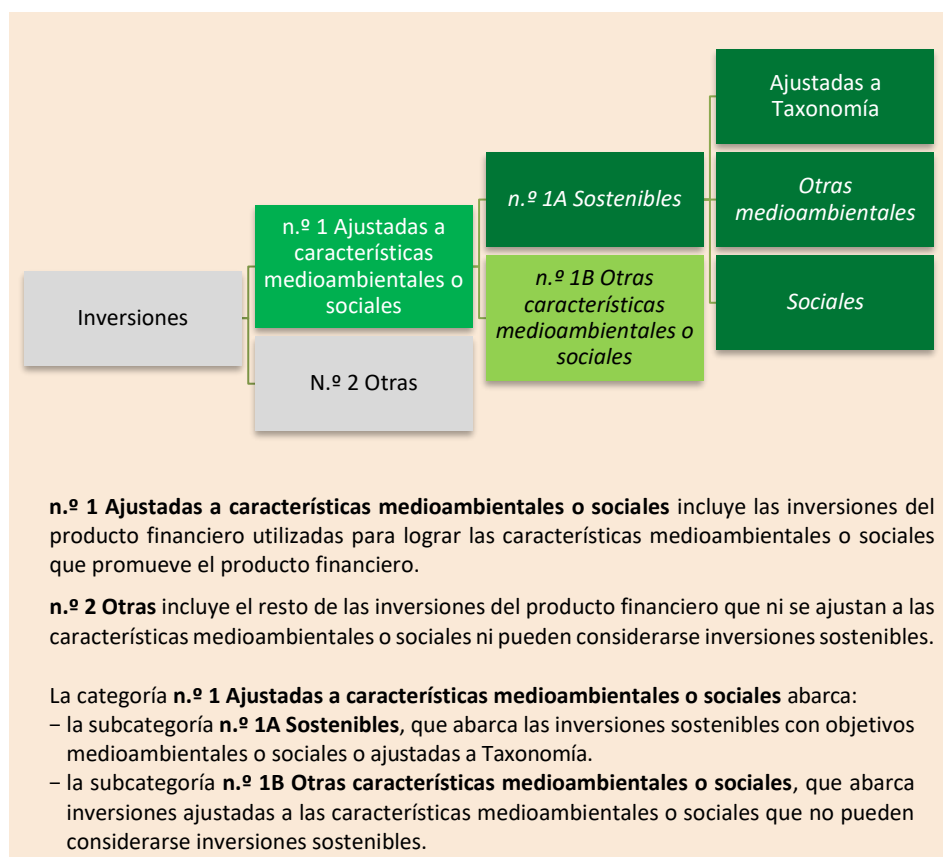 Ajustadas a
Taxonomía
n.º 1A Sostenibles
Otras
medioambientales
n.º 1 Ajustadas a
características
medioambientales o
sociales
n.º 1B Otras
características
medioambientales o
sociales
Sociales
Inversiones
N.º 2 Otras
n.º 1 Ajustadas a características medioambientales o sociales incluye las inversiones del
producto financiero utilizadas para lograr las características medioambientales o sociales
que promueve el producto financiero.
n.º 2 Otras incluye el resto de las inversiones del producto financiero que ni se ajustan a las
características medioambientales o sociales ni pueden considerarse inversiones sostenibles.
La categoría n.º 1 Ajustadas a características medioambientales o sociales abarca:
– la subcategoría n.º 1A Sostenibles, que abarca las inversiones sostenibles con objetivos
medioambientales o sociales o ajustadas a Taxonomía.
– la subcategoría n.º 1B Otras características medioambientales o sociales, que abarca
inversiones ajustadas a las características medioambientales o sociales que no pueden
considerarse inversiones sostenibles.